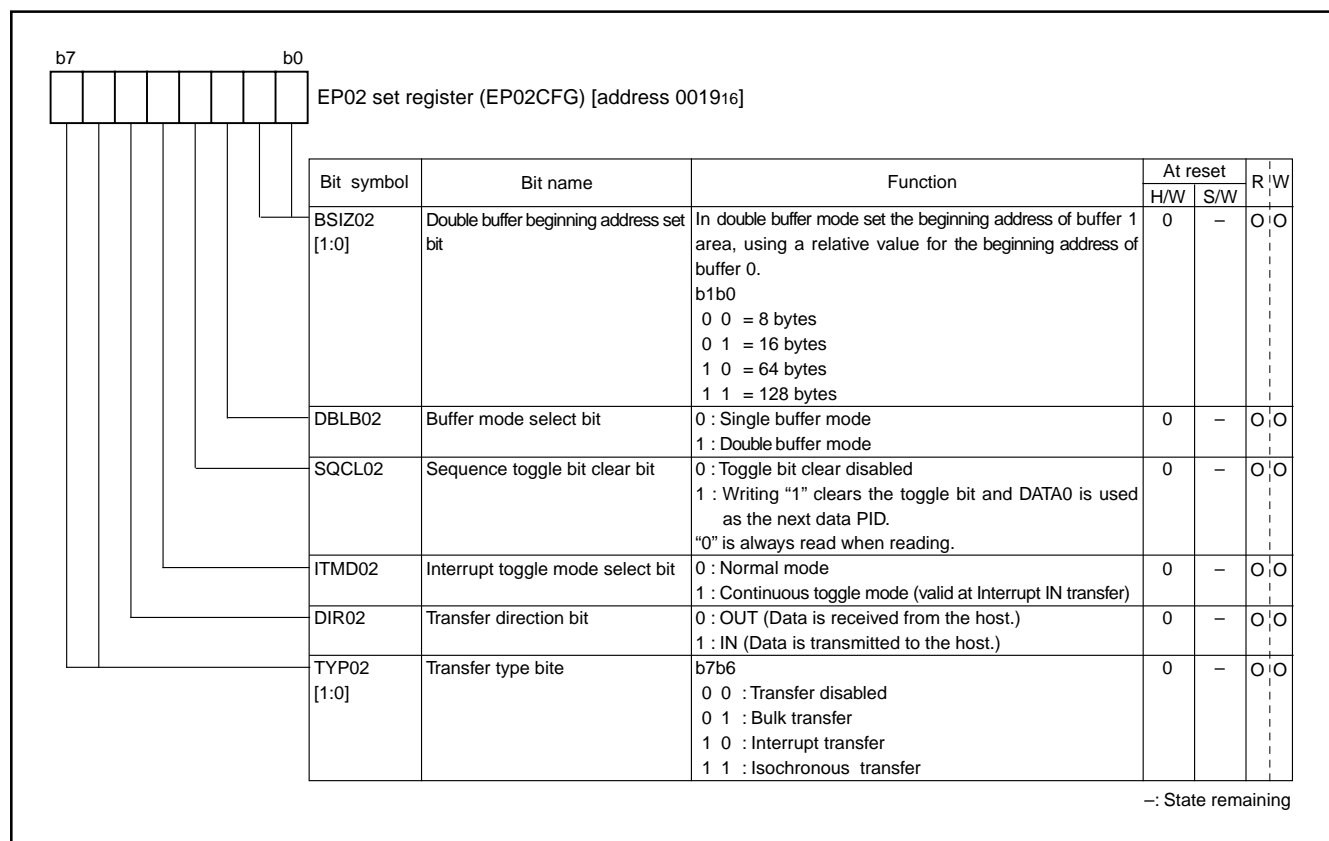 b7 b0
EP02 set register (EP02CFG) [address 001916]
Bit symbol Bit name Function At reset R W
H/W S/W
BSIZ02 Double buffer beginning address set In double buffer mode set the beginning address of buffer 1 0 – O O
[1:0] bit area, using a relative value for the beginning address of
buffer 0.
b1b0
0 0 = 8 bytes
0 1 = 16 bytes
1 0 = 64 bytes
1 1 = 128 bytes
DBLB02 Buffer mode select bit 0 : Single buffer mode 0 – O O
1 : Double buffer mode
SQCL02 Sequence toggle bit clear bit 0 : Toggle bit clear disabled 0 – O O
1 : Writing “1” clears the toggle bit and DATA0 is used
as the next data PID.
“0” is always read when reading.
ITMD02 Interrupt toggle mode select bit 0 : Normal mode 0 – O O
1 : Continuous toggle mode (valid at Interrupt IN transfer)
DIR02 Transfer direction bit 0 : OUT (Data is received from the host.) 0 – O O
1 : IN (Data is transmitted to the host.)
TYP02 Transfer type bite b7b6 0 – O O
[1:0] 0 0 : Transfer disabled
0 1 : Bulk transfer
1 0 : Interrupt transfer
1 1 : Isochronous transfer
–: State remaining